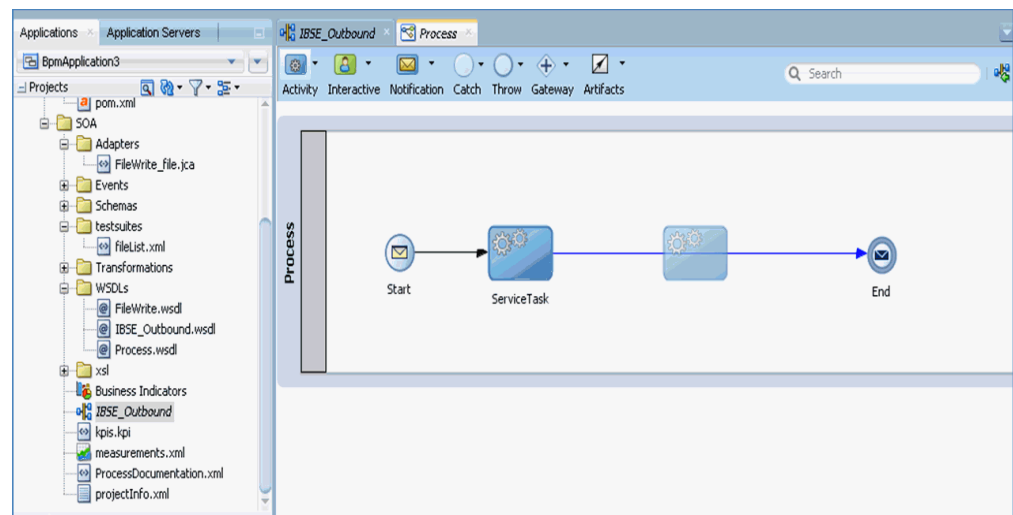 Applications
Application Servers
IBSE_Outbound
Process
BpmApplication3
Projects
Activity
Interactive
Notification
Catch
Throw
Gateway
Artifacts
Search
pom.xml
SOA
Adapters
FileWrite_file.jca
Events
Schemas
testsuites
fileList.xml
Transformations
WSDLs
FileWrite.wsdl
IBSE_Outbound.wsdl
Process.wsdl
xsl
Business Indicators
IBSE_Outbound
kpis.kpi
measurements.xml
ProcessDocumentation.xml
projectInfo.xml
Process
Start
ServiceTask
End